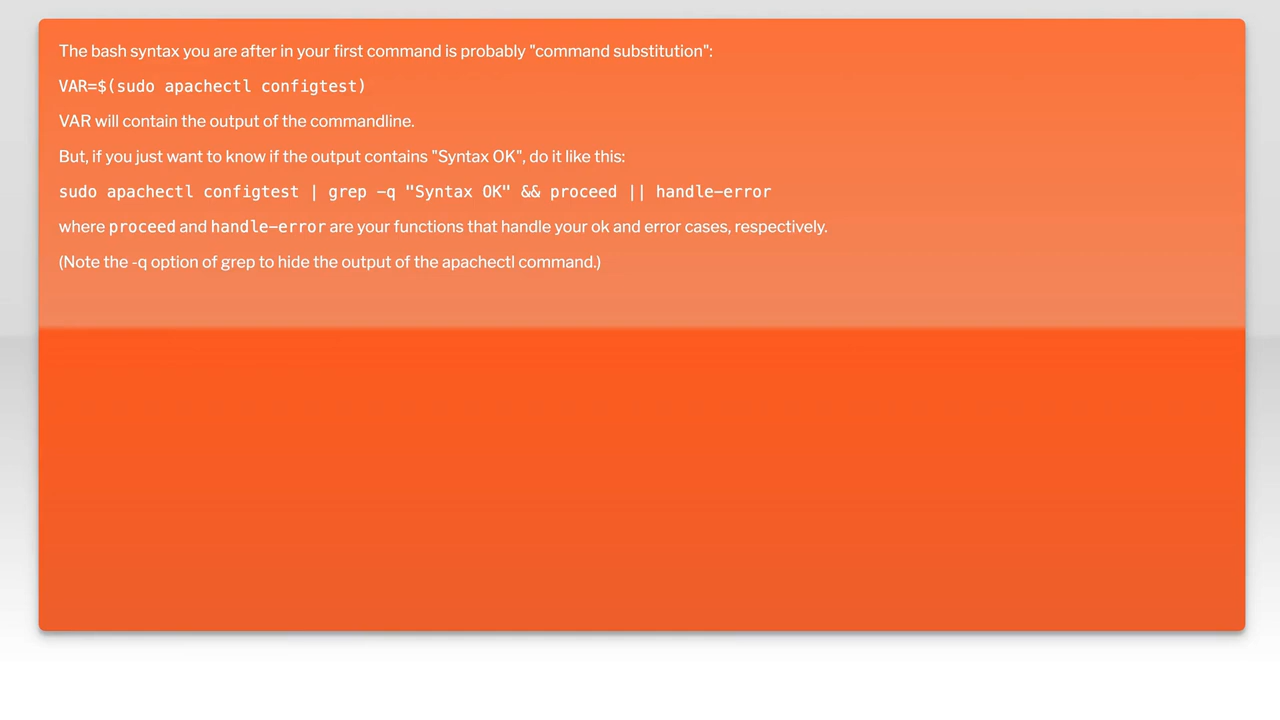 The bash syntax you are after in your first command is probably "command substitution":
VAR=$(sudo apachectl configtest)
VAR will contain the output of the commandline.
But, if you just want to know if the output contains "Syntax OK", do it like this:
sudo apachectl configtest | grep -q "Syntax OK" && proceed || handle-error
where proceed and handle-error are your functions that handle your ok and error cases, respectively.
(Note the -q option of grep to hide the output of the apachectl command.)